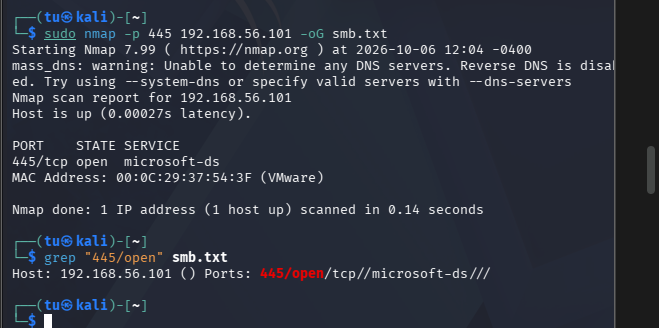 ┌──(tu㉿kali)-[~]
└─$ sudo nmap -p 445 192.168.56.101 -oG smb.txt
Starting Nmap 7.99 ( https://nmap.org ) at 2026-10-06 12:04 -0400
mass_dns: warning: Unable to determine any DNS servers. Reverse DNS is disabl
ed. Try using --system-dns or specify valid servers with --dns-servers
Nmap scan report for 192.168.56.101
Host is up (0.00027s latency).
PORT    STATE SERVICE
445/tcp open  microsoft-ds
MAC Address: 00:0C:29:37:54:3F (VMware)
Nmap done: 1 IP address (1 host up) scanned in 0.14 seconds
┌──(tu㉿kali)-[~]
└─$ grep "445/open" smb.txt
Host: 192.168.56.101 () Ports: 445/open/tcp//microsoft-ds///
┌──(tu㉿kali)-[~]
└─$